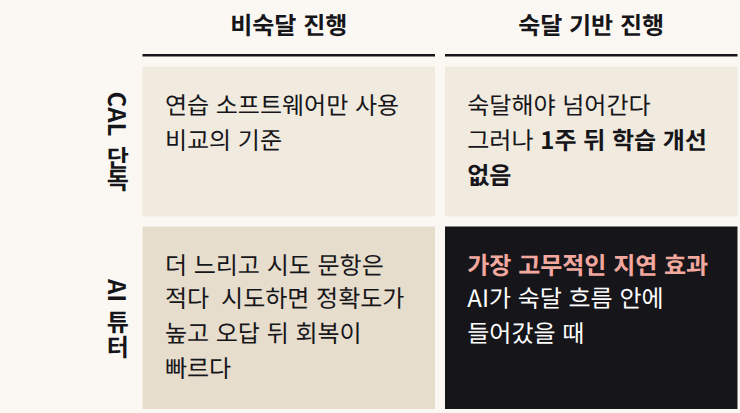 비숙달 진행
숙달 기반 진행
CAL 단독
연습 소프트웨어만 사용
비교의 기준
숙달해야 넘어간다
그러나 1주 뒤 학습 개선
없음
AI 튜터
더 느리고 시도 문항은
적다 시도하면 정확도가
높고 오답 뒤 회복이
빠르다
가장 고무적인 지연 효과
AI가 숙달 흐름 안에
들어갔을 때